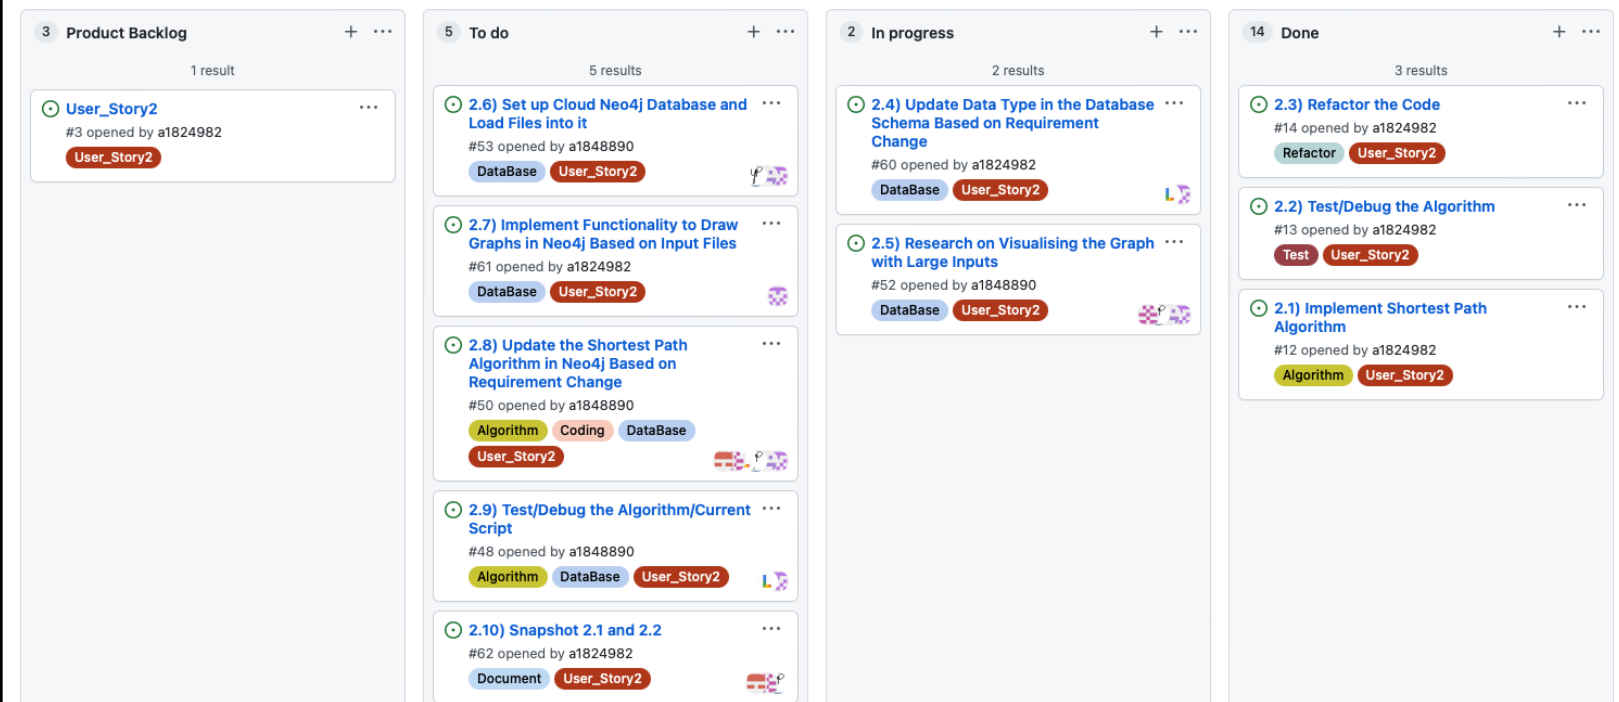 3 Product Backlog
1 result
User_Story2
#3 opened by a1824982
User_Story2
5 To do
5 results
2.6) Set up Cloud Neo4j Database and
Load Files into it
#53 opened by a1848890
DataBase User_Story2
2.7) Implement Functionality to Draw
Graphs in Neo4j Based on Input Files
#61 opened by a1824982
DataBase User_Story2
2.8) Update the Shortest Path
Algorithm in Neo4j Based on
Requirement Change
#50 opened by a1848890
Algorithm Coding DataBase
User_Story2
2.9) Test/Debug the Algorithm/Current
Script
#48 opened by a1848890
Algorithm DataBase User_Story2
2.10) Snapshot 2.1 and 2.2
#62 opened by a1824982
Document User_Story2
2 In progress
2 results
2.4) Update Data Type in the Database
Schema Based on Requirement
Change
#60 opened by a1824982
DataBase User_Story2
2.5) Research on Visualising the Graph
with Large Inputs
#52 opened by a1848890
DataBase User_Story2
14 Done
3 results
2.3) Refactor the Code
#14 opened by a1824982
Refactor User_Story2
2.2) Test/Debug the Algorithm
#13 opened by a1824982
Test User_Story2
2.1) Implement Shortest Path
Algorithm
#12 opened by a1824982
Algorithm User_Story2